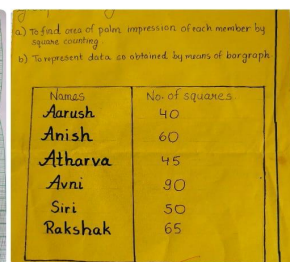 a) To find area of palm impression of each member by
square counting.
b) To represent data so obtained by means of bargraph
Names No. of squares
Aarush 40
Anish 60
Atharva 45
Avni 90
Siri 50
Rakshak 65